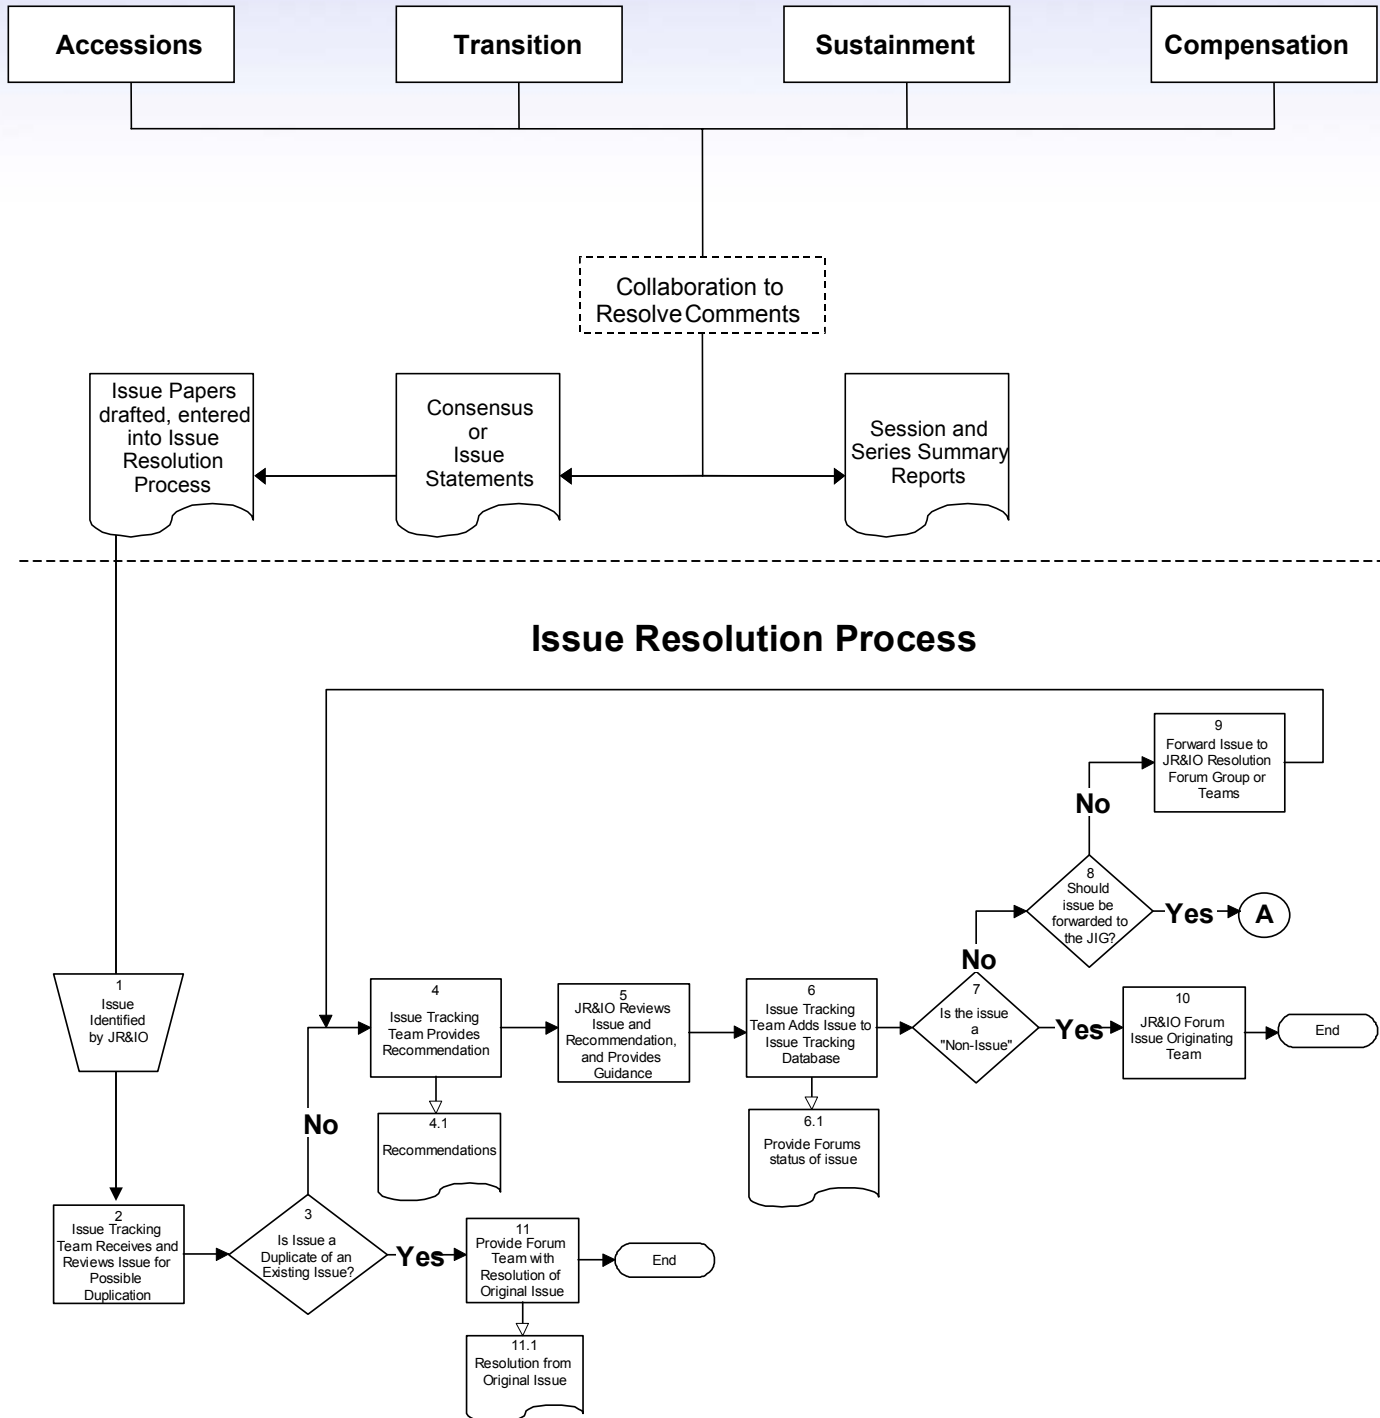 Accessions
Transition
Sustainment
Compensation
Collaboration to
Resolve Comments
Issue Papers
drafted, entered
into Issue
Resolution
Process
Consensus
or
Issue
Statements
Session and
Series Summary
Reports
Issue Resolution Process
9
Forward Issue to
JR&IO Resolution
Forum Group or
Teams
No
8
Should
issue be
forwarded to
the JIG?
Yes
A
No
1
Issue
Identified
by JR&IO
4
Issue Tracking
Team Provides
Recommendation
5
JR&IO Reviews
Issue and
Recommendation,
and Provides
Guidance
6
Issue Tracking
Team Adds Issue to
Issue Tracking
Database
7
Is the issue
a
"Non-Issue"
Yes
10
JR&IO Forum
Issue Originating
Team
End
No
4.1
Recommendations
6.1
Provide Forums
status of issue
2
Issue Tracking
Team Receives and
Reviews Issue for
Possible
Duplication
3
Is Issue a
Duplicate of an
Existing Issue?
Yes
11
Provide Forum
Team with
Resolution of
Original Issue
End
11.1
Resolution from
Original Issue